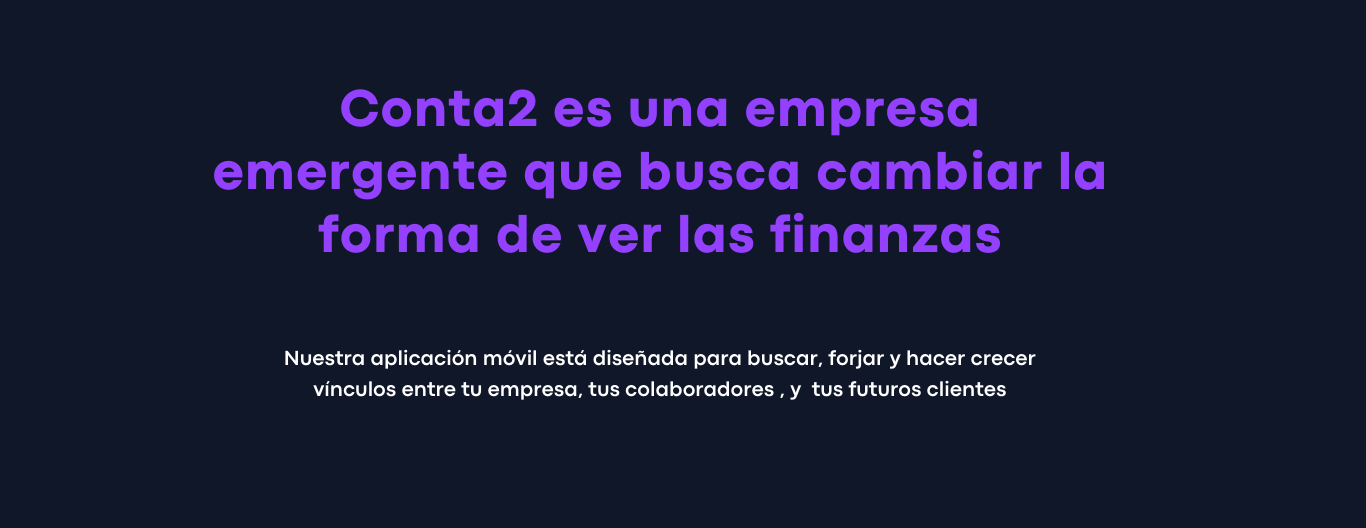 Conta2 es una empresa
emergente que busca cambiar la
forma de ver las finanzas
Nuestra aplicación móvil está diseñada para buscar, forjar y hacer crecer
vínculos entre tu empresa, tus colaboradores , y  tus futuros clientes